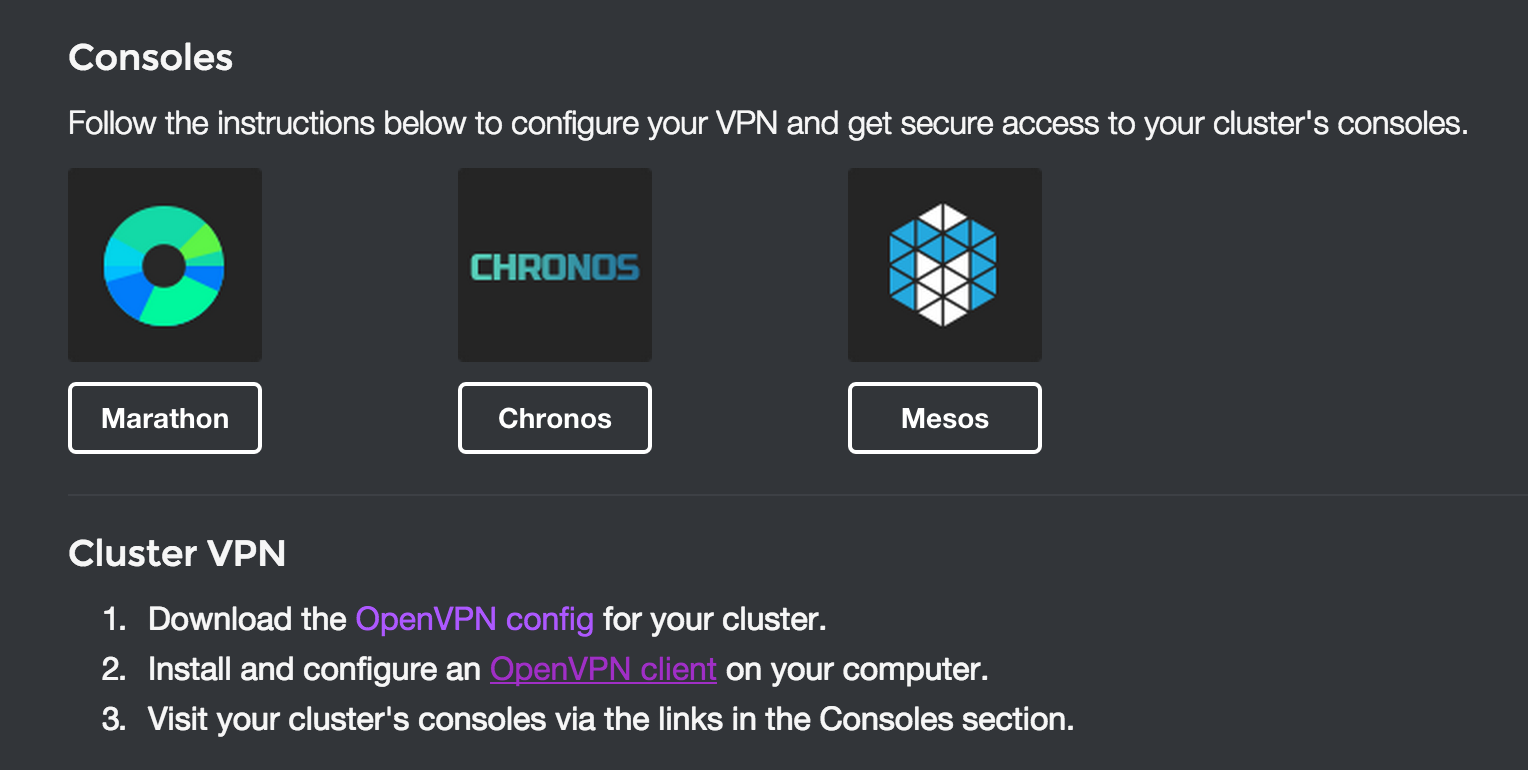 Consoles
Follow the instructions below to configure your VPN and get secure access to your cluster's consoles.
CHRONOS
Marathon
Chronos
Mesos
Cluster VPN
1. Download the OpenVPN config for your cluster.
2. Install and configure an OpenVPN client on your computer.
3. Visit your cluster's consoles via the links in the Consoles section.